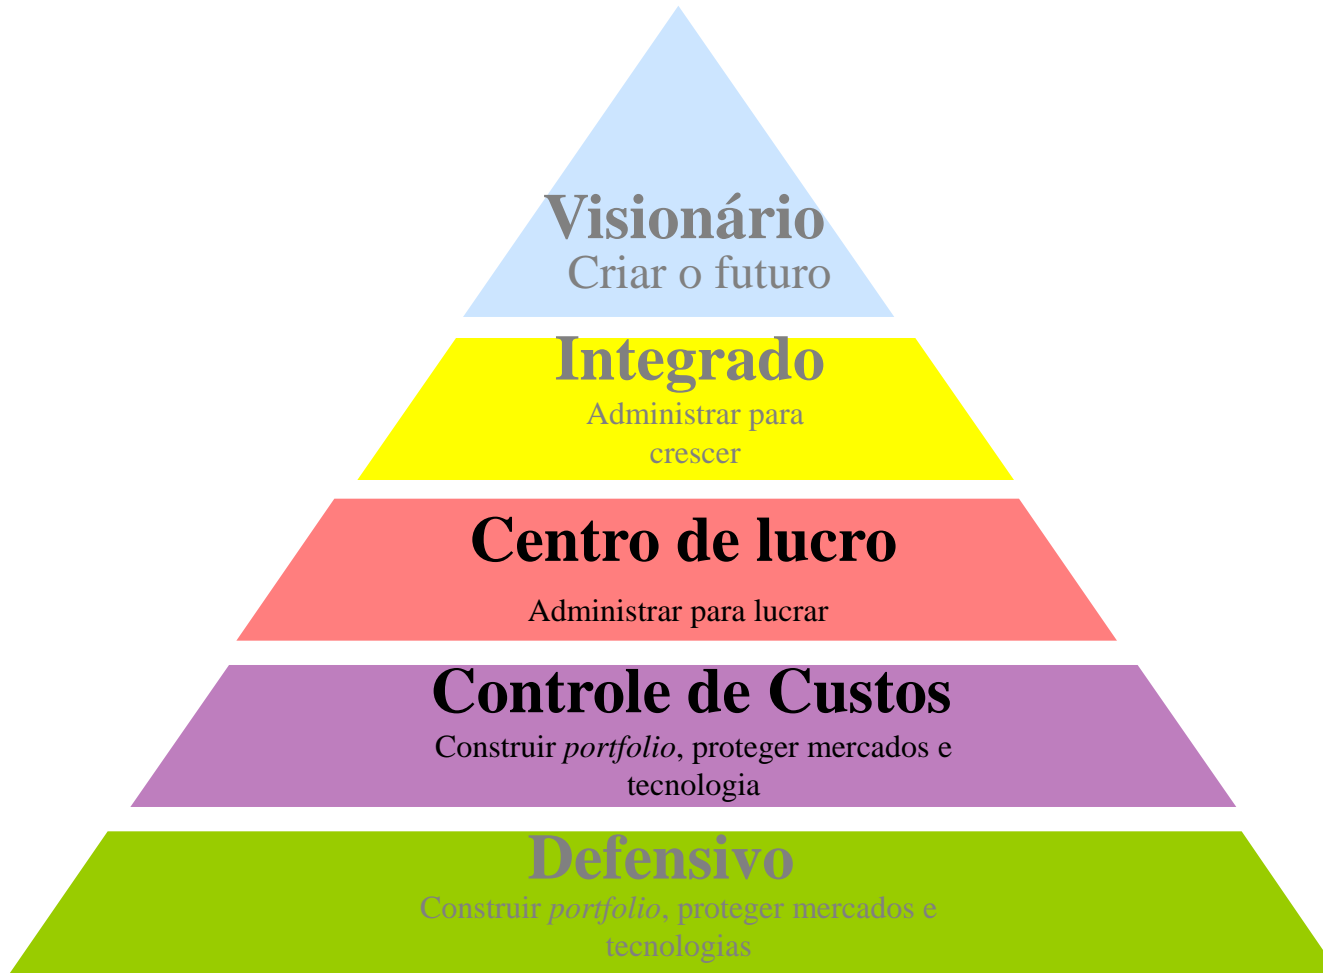 Visionário
Criar o futuro
Integrado
Administrar para
crescer
Centro de lucro
Administrar para lucrar
Controle de Custos
Construir portfolio, proteger mercados e
tecnologia
Defensivo
Construir portfolio, proteger mercados e
tecnologias